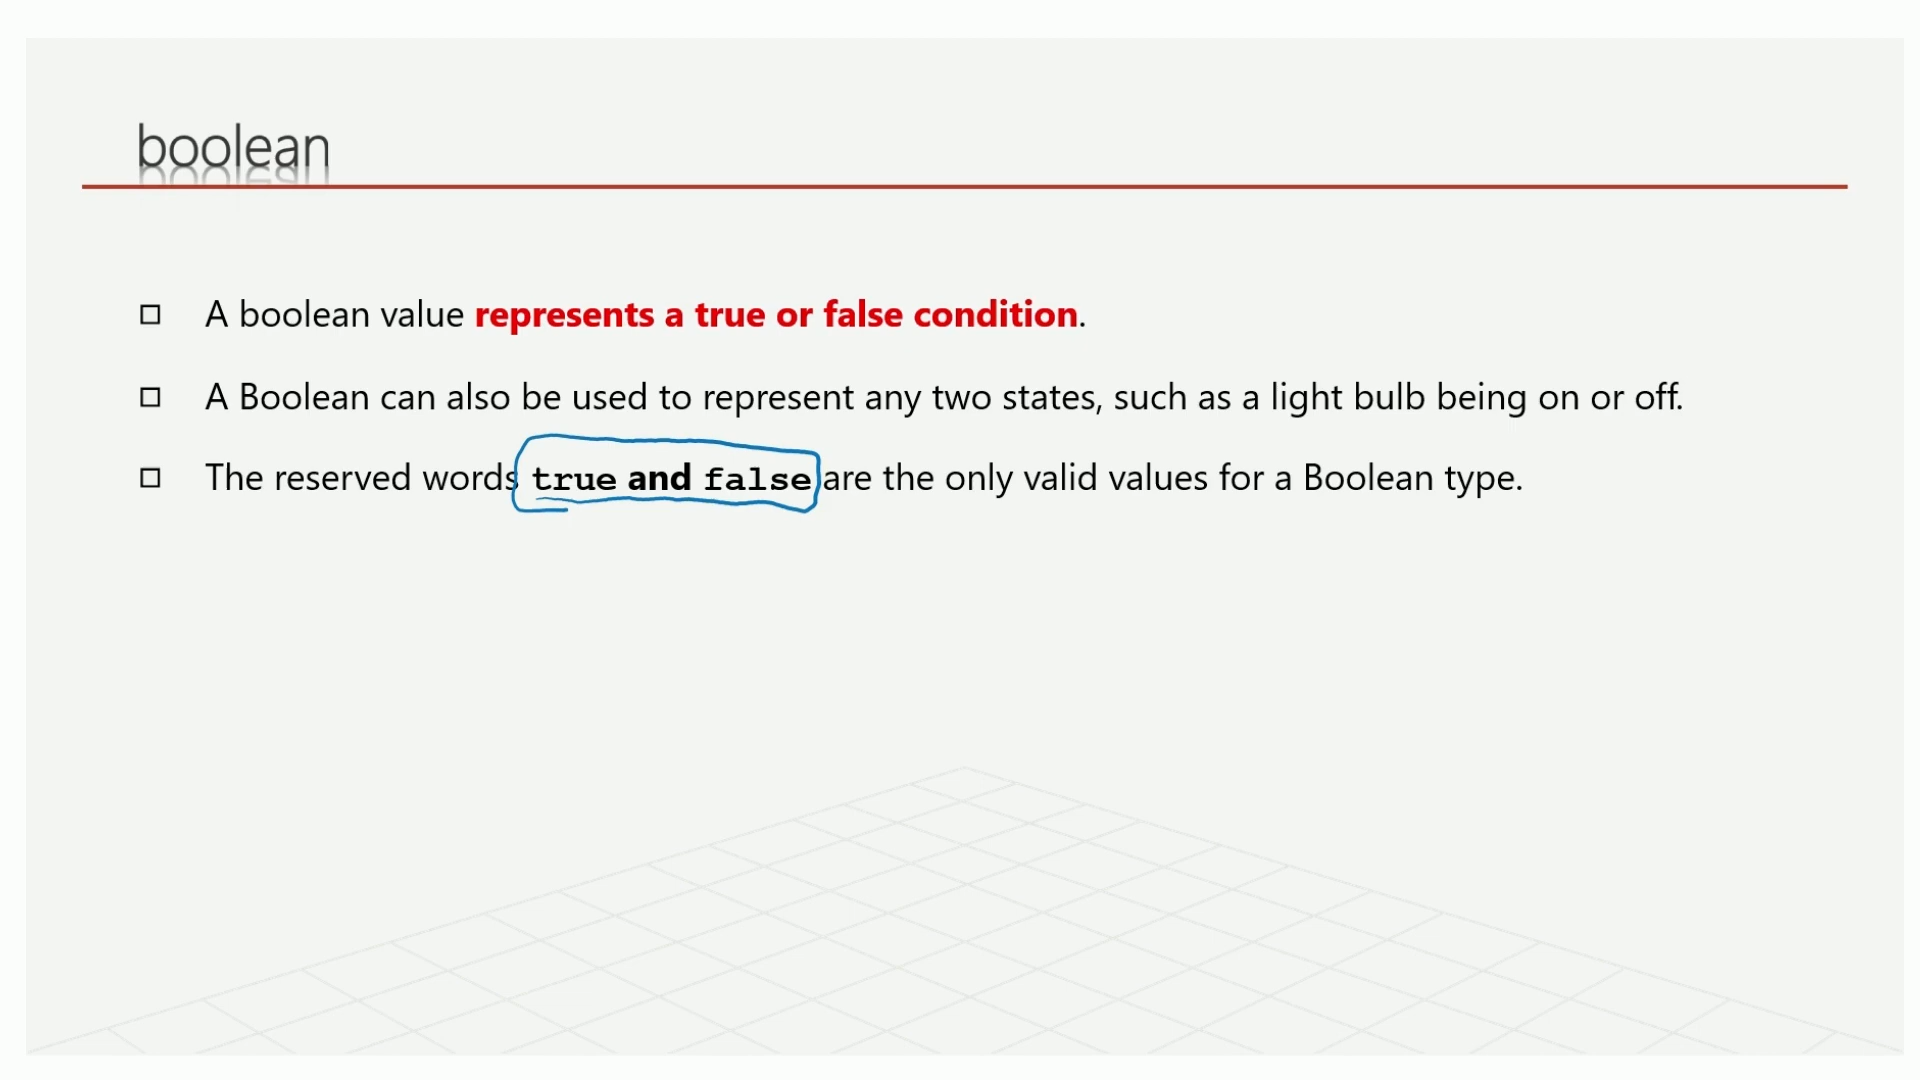 boolean
A boolean value represents a true or false condition.
A Boolean can also be used to represent any two states, such as a light bulb being on or off.
The reserved words true and false are the only valid values for a Boolean type.